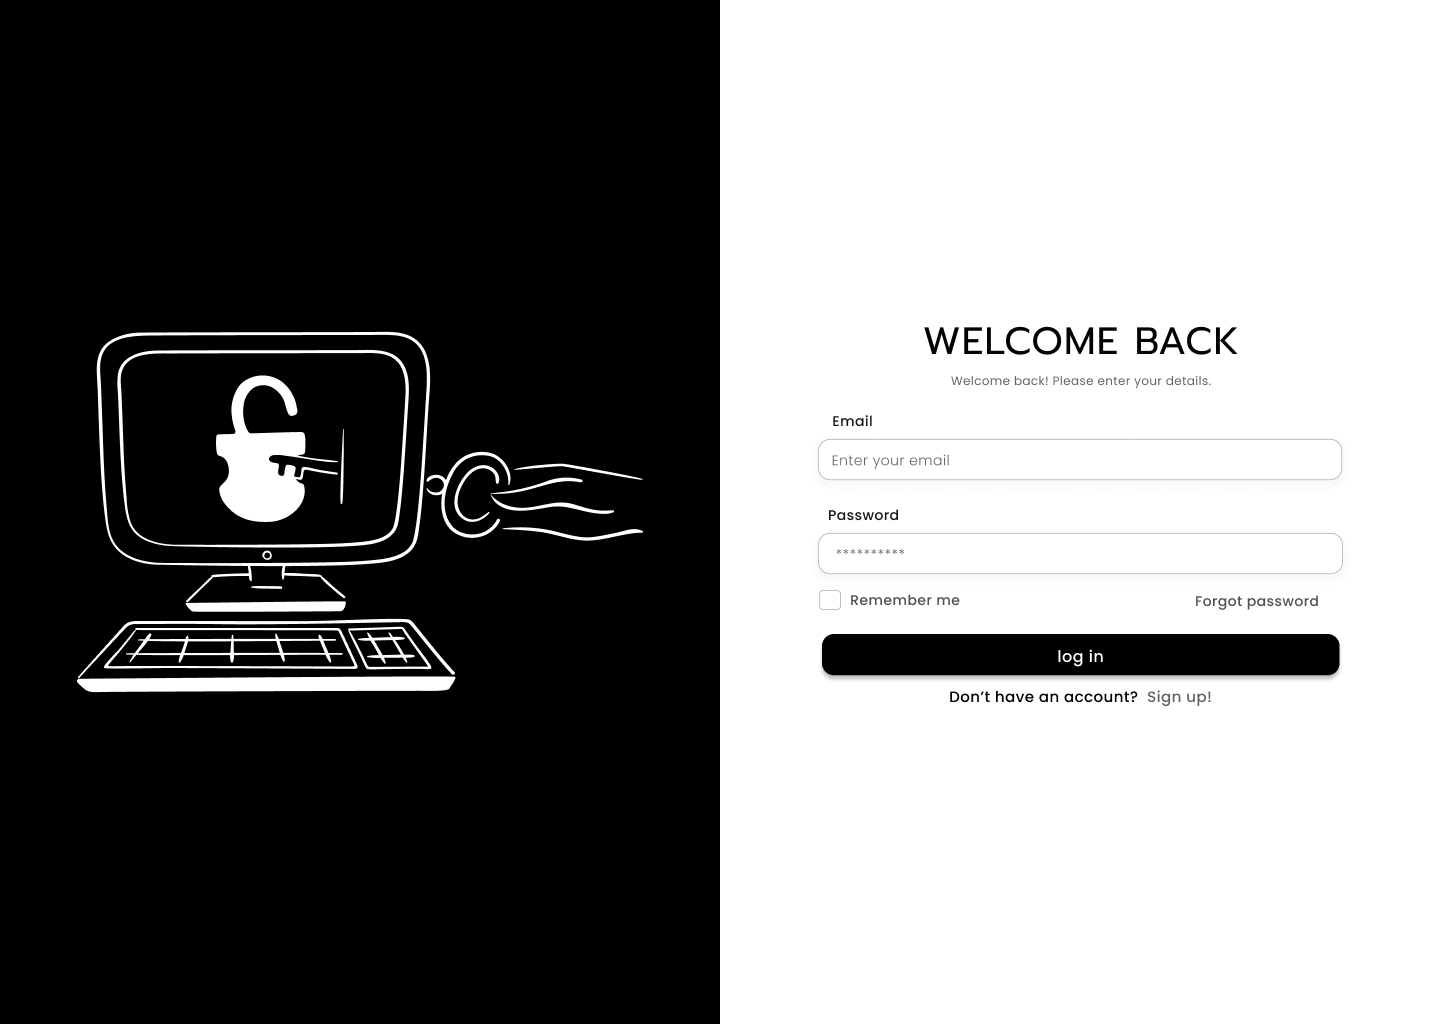 WELCOME BACK
Welcome back! Please enter your details.
Email
Enter your email
Password
**********
Remember me
Forgot password
log in
Don’t have an account? Sign up!